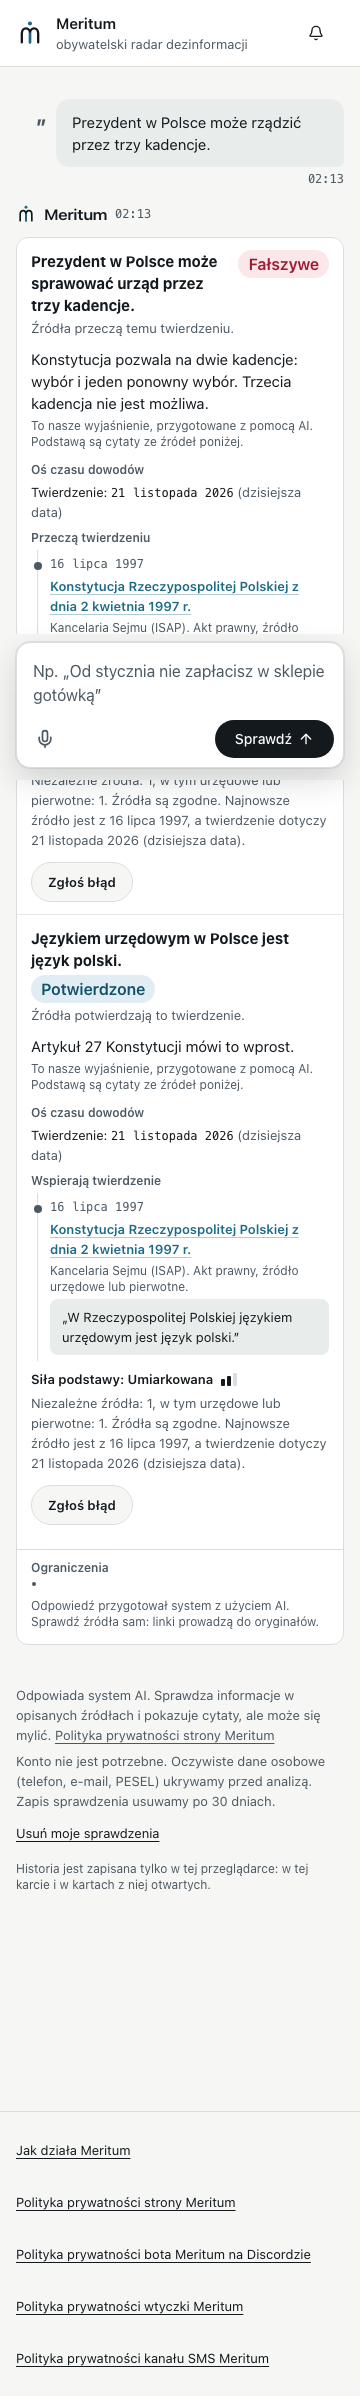 Meritum
obywatelski radar dezinformacji
"
Prezydent w Polsce może rządzić
przez trzy kadencje.
02:13
Meritum 02:13
Prezydent w Polsce może
sprawować urząd przez
trzy kadencje.
Fałszywe
Źródła przeczą temu twierdzeniu.
Konstytucja pozwala na dwie kadencje:
wybór i jeden ponowny wybór. Trzecia
kadencja nie jest możliwa.
To nasze wyjaśnienie, przygotowane z pomocą AI.
Podstawą są cytaty ze źródeł poniżej.
Oś czasu dowodów
Twierdzenie: 21 listopada 2026 (dzisiejsza
data)
Przeczą twierdzeniu
16 lipca 1997
Konstytucja Rzeczypospolitej Polskiej z
dnia 2 kwietnia 1997 r.
Kancelaria Sejmu (ISAP). Akt prawny, źródło
Np. „Od stycznia nie zapłacisz w sklepie
gotówką”
Sprawdź ↑
Niezależne źródła: 1, w tym urzędowe lub
pierwotne: 1. Źródła są zgodne. Najnowsze
źródło jest z 16 lipca 1997, a twierdzenie dotyczy
21 listopada 2026 (dzisiejsza data).
Zgłoś błąd
Językiem urzędowym w Polsce jest
język polski.
Potwierdzone
Źródła potwierdzają to twierdzenie.
Artykuł 27 Konstytucji mówi to wprost.
To nasze wyjaśnienie, przygotowane z pomocą AI.
Podstawą są cytaty ze źródeł poniżej.
Oś czasu dowodów
Twierdzenie: 21 listopada 2026 (dzisiejsza
data)
Wspierają twierdzenie
16 lipca 1997
Konstytucja Rzeczypospolitej Polskiej z
dnia 2 kwietnia 1997 r.
Kancelaria Sejmu (ISAP). Akt prawny, źródło
urzędowe lub pierwotne.
„W Rzeczypospolitej Polskiej językiem
urzędowym jest język polski.”
Siła podstawy: Umiarkowana
Niezależne źródła: 1, w tym urzędowe lub
pierwotne: 1. Źródła są zgodne. Najnowsze
źródło jest z 16 lipca 1997, a twierdzenie dotyczy
21 listopada 2026 (dzisiejsza data).
Zgłoś błąd
Ograniczenia
•
Odpowiedź przygotował system z użyciem AI.
Sprawdź źródła sam: linki prowadzą do oryginałów.
Odpowiada system AI. Sprawdza informacje w
opisanych źródłach i pokazuje cytaty, ale może się
mylić. Polityka prywatności strony Meritum
Konto nie jest potrzebne. Oczywiste dane osobowe
(telefon, e-mail, PESEL) ukrywamy przed analizą.
Zapis sprawdzenia usuwamy po 30 dniach.
Usuń moje sprawdzenia
Historia jest zapisana tylko w tej przeglądarce: w tej
karcie i w kartach z niej otwartych.
Jak działa Meritum
Polityka prywatności strony Meritum
Polityka prywatności bota Meritum na Discordzie
Polityka prywatności wtyczki Meritum
Polityka prywatności kanału SMS Meritum